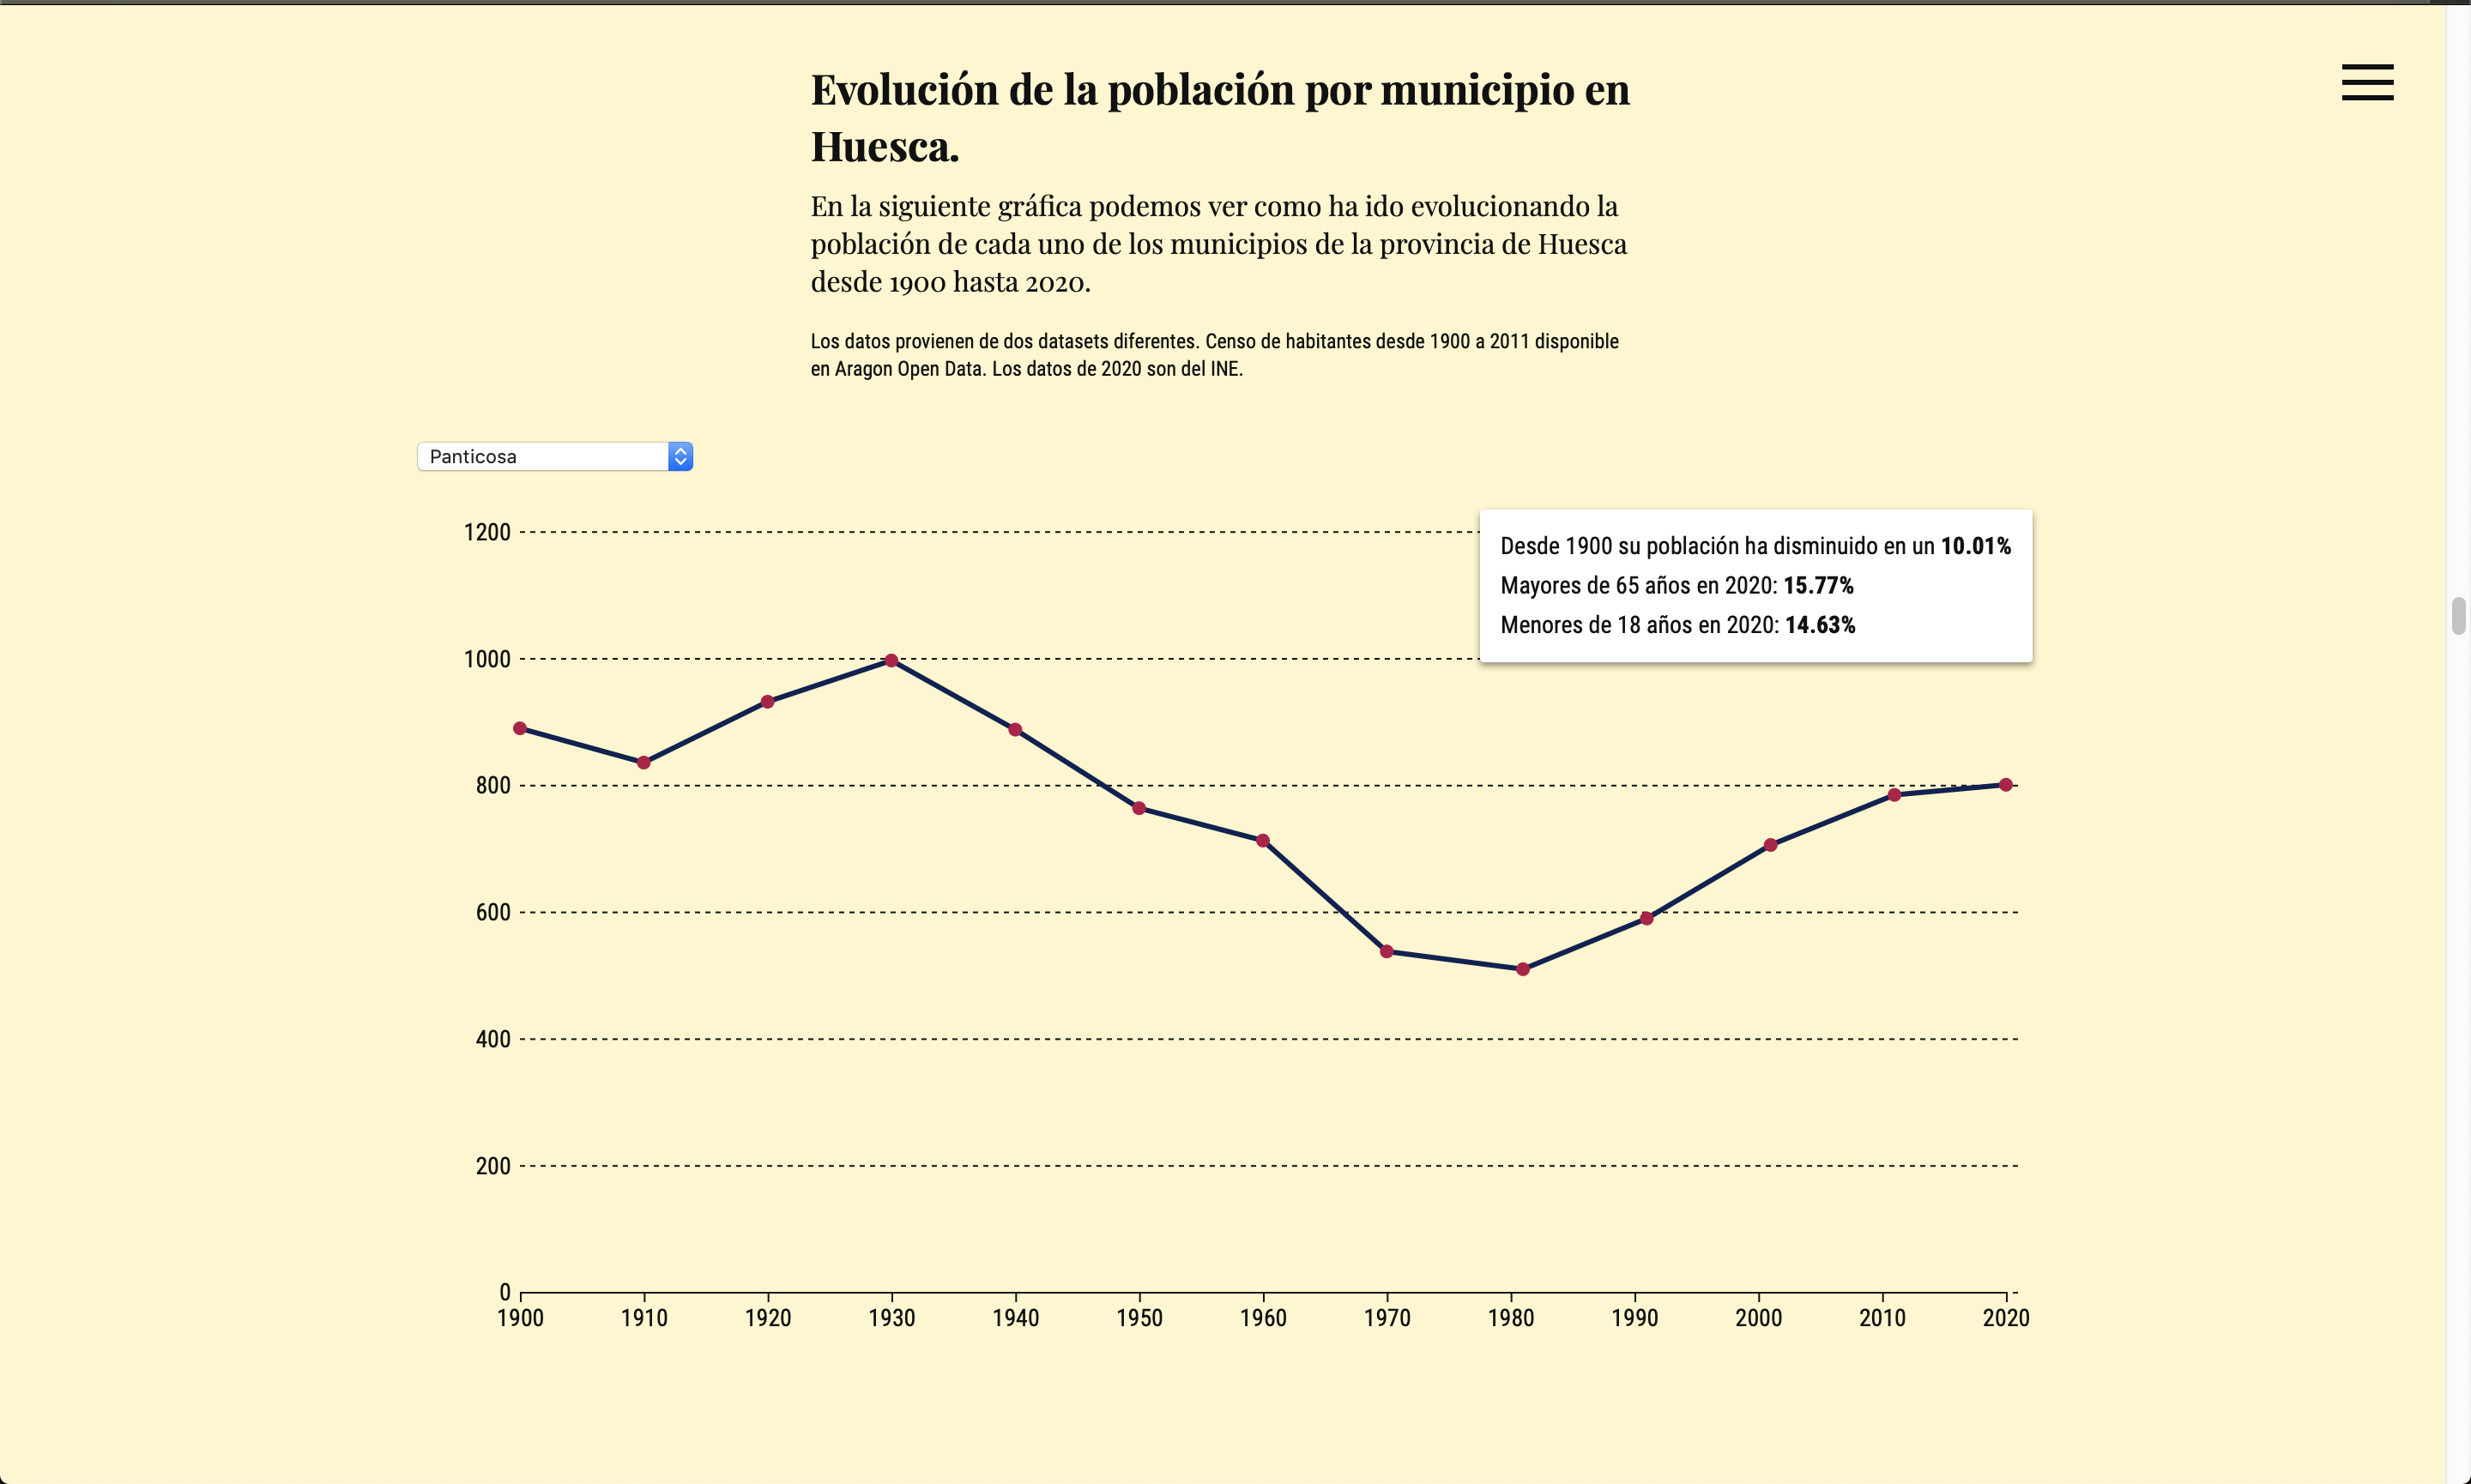 Evolución de la población por municipio en
Huesca.
En la siguiente gráfica podemos ver como ha ido evolucionando la
población de cada uno de los municipios de la provincia de Huesca
desde 1900 hasta 2020.
Los datos provienen de dos datasets diferentes. Censo de habitantes desde 1900 a 2011 disponible
en Aragon Open Data. Los datos de 2020 son del INE.
Panticosa
Desde 1900 su población ha disminuido en un 10.01%
Mayores de 65 años en 2020: 15.77%
Menores de 18 años en 2020: 14.63%
1200
1000
800
600
400
200
0
1900 1910 1920 1930 1940 1950 1960 1970 1980 1990 2000 2010 2020